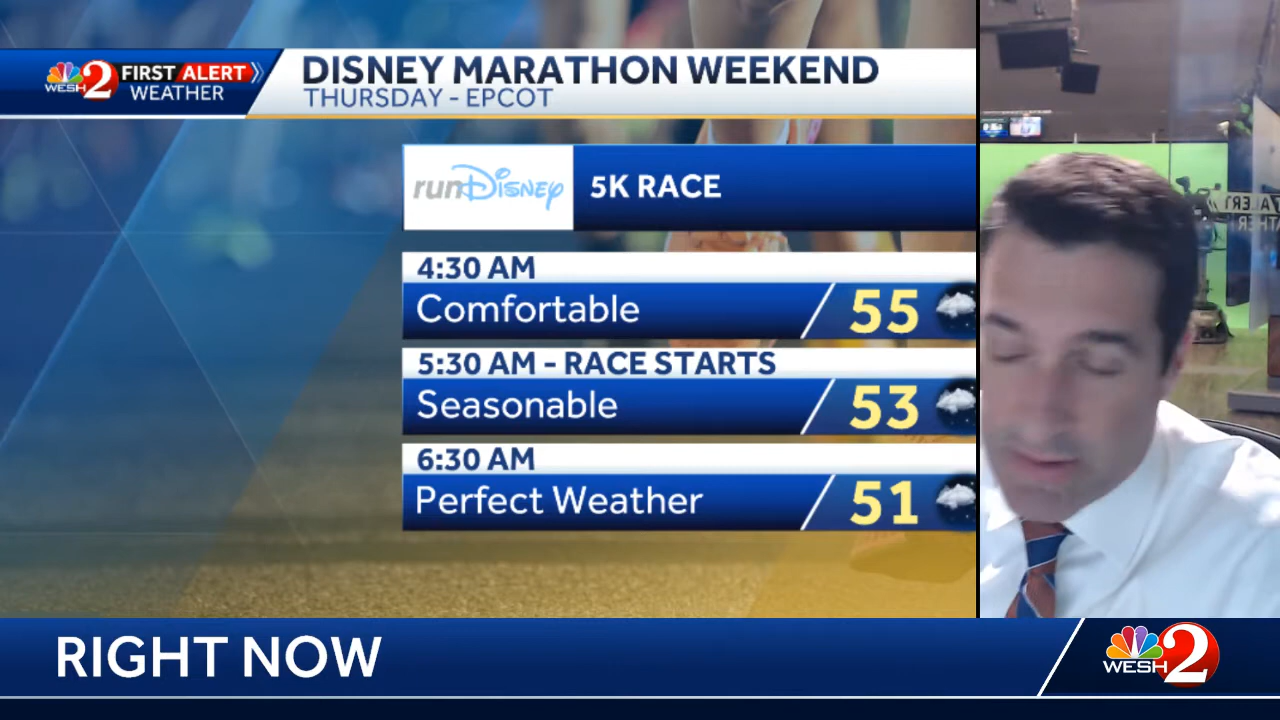 WESH 2 FIRST ALERT WEATHER
DISNEY MARATHON WEEKEND
THURSDAY - EPCOT
runDisney
5K RACE
4:30 AM
Comfortable 55
5:30 AM - RACE STARTS
Seasonable 53
6:30 AM
Perfect Weather 51
RIGHT NOW
WESH 2